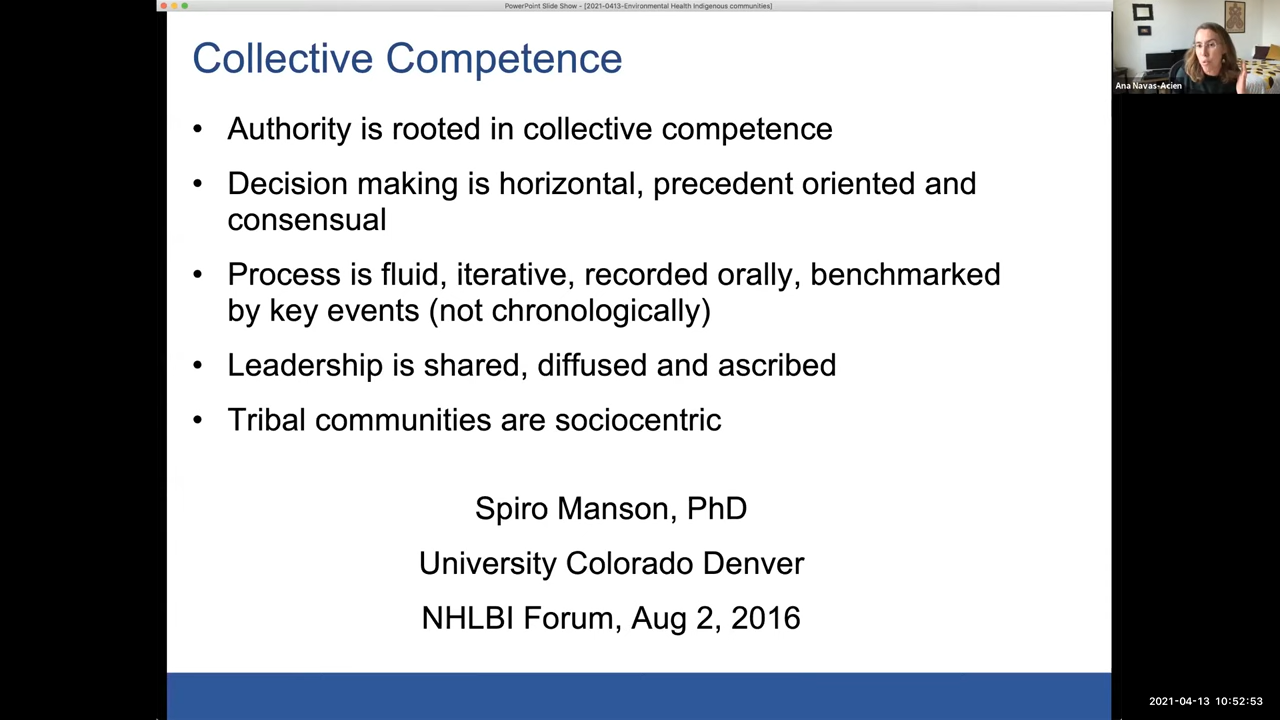 PowerPoint Slide Show - [2021-0413-Environmental Health Indigenous communities]
Collective Competence
Ana Navas-Acien
• Authority is rooted in collective competence
• Decision making is horizontal, precedent oriented and
consensual
• Process is fluid, iterative, recorded orally, benchmarked
by key events (not chronologically)
• Leadership is shared, diffused and ascribed
• Tribal communities are sociocentric
Spiro Manson, PhD
University Colorado Denver
NHLBI Forum, Aug 2, 2016
2021-04-13 10:52:53